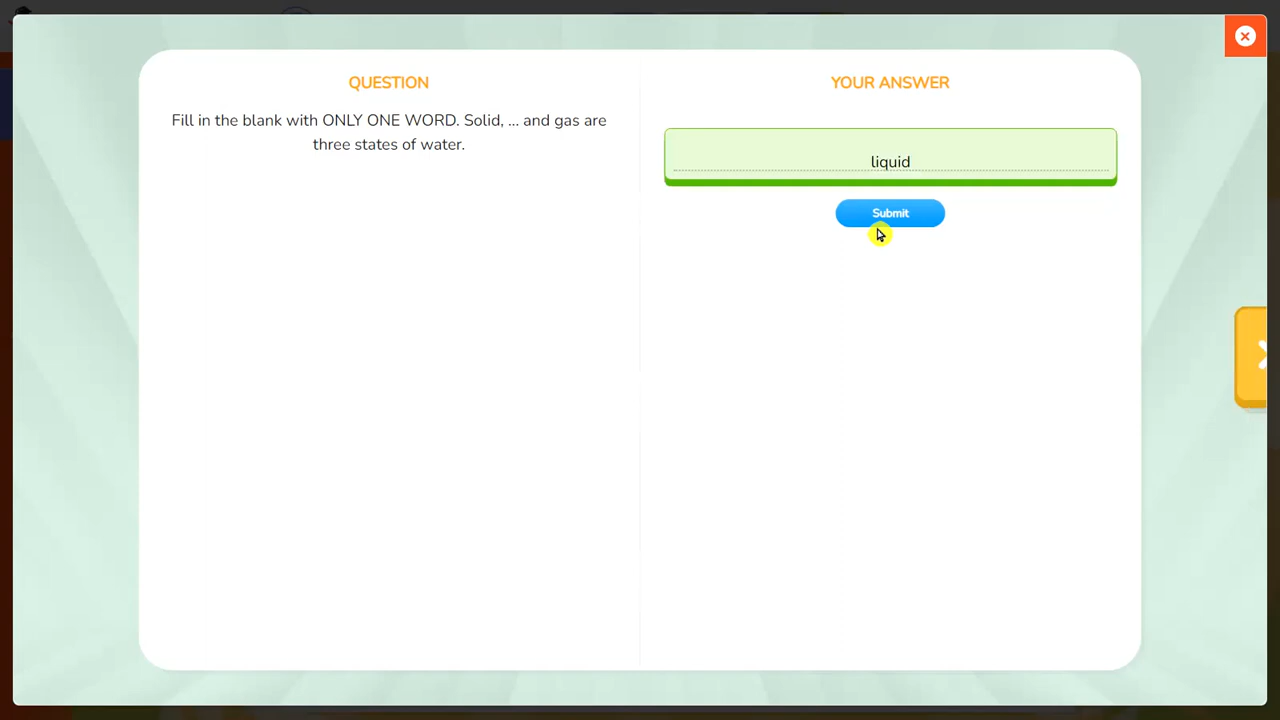 QUESTION
Fill in the blank with ONLY ONE WORD. Solid, ... and gas are
three states of water.
YOUR ANSWER
liquid
Submit